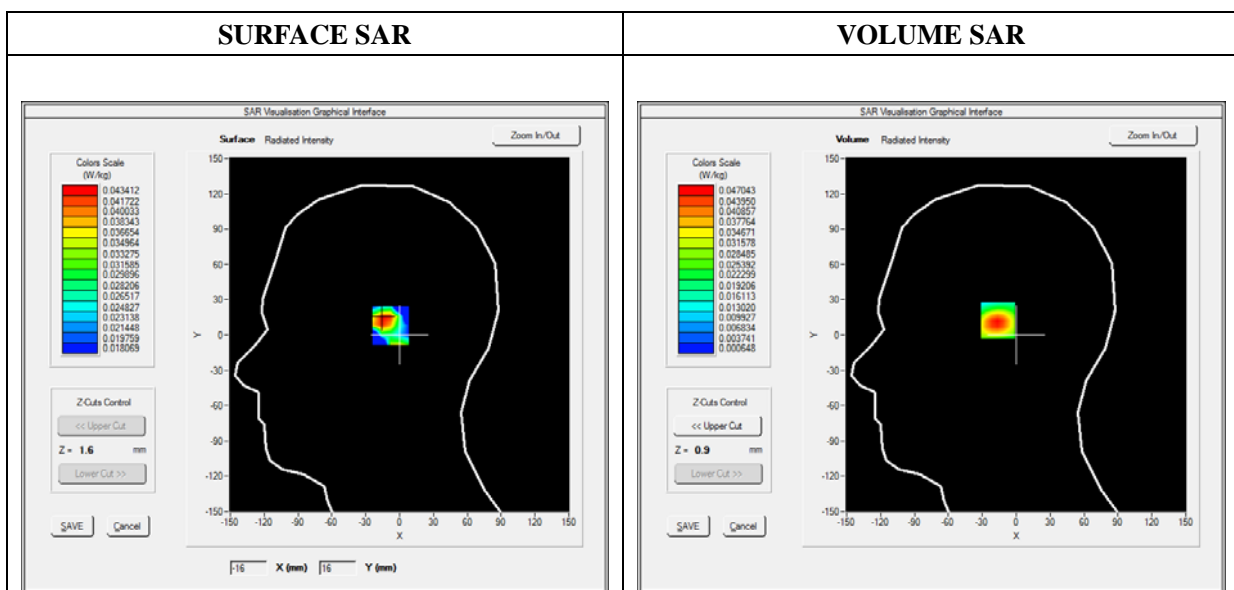 SURFACE SAR
VOLUME SAR
SAR Visualisation Graphical Interface
Surface Radiated Intensity
Zoom In/Out
Colors Scale
(W/kg)
0.043412
0.041722
0.040033
0.038343
0.036654
0.034964
0.033275
0.031585
0.029896
0.028206
0.026517
0.024827
0.023138
0.021448
0.019759
0.018069
Z-Cuts Control
<< Upper Cut
Z = 1.6 mm
Lower Cut >>
SAVE Cancel
150
120
90
60
30
0
-30
-60
-90
-120
-150
Y
-150 -120 -90 -60 -30 0 30 60 90 120 150
X
-16 X (mm) 16 Y (mm)
SAR Visualisation Graphical Interface
Volume Radiated Intensity
Zoom In/Out
Colors Scale
(W/kg)
0.047043
0.043950
0.040857
0.037764
0.034671
0.031578
0.028485
0.025392
0.022299
0.019206
0.016113
0.013020
0.009927
0.006834
0.003741
0.000648
Z-Cuts Control
<< Upper Cut
Z = 0.9 mm
Lower Cut >>
SAVE Cancel
150
120
90
60
30
0
-30
-60
-90
-120
-150
Y
-150 -120 -90 -60 -30 0 30 60 90 120 150
X